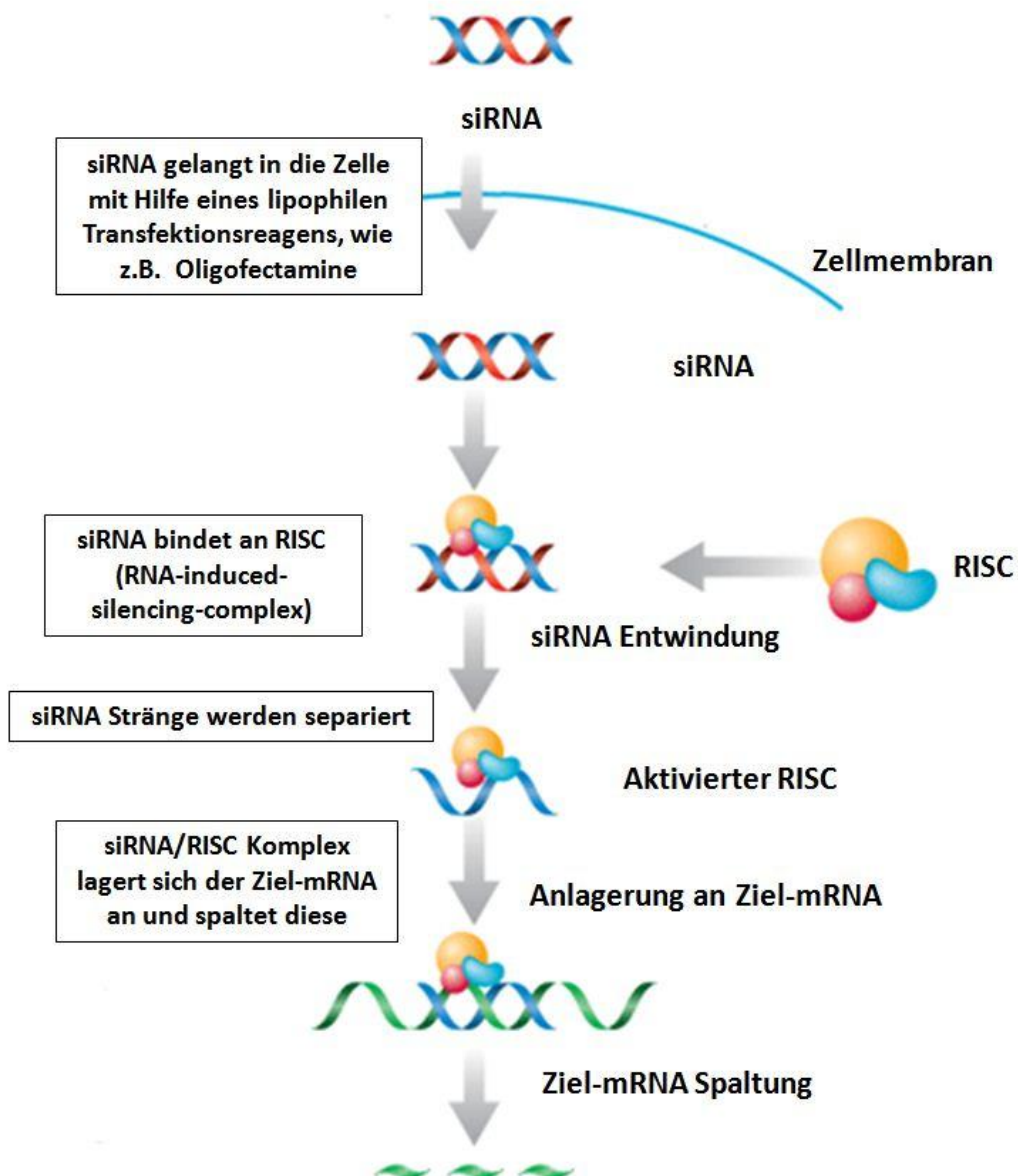 siRNA
siRNA gelangt in die Zelle
mit Hilfe eines lipophilen
Transfektionsreagens, wie
z.B. Oligofectamine
Zellmembran
siRNA
siRNA bindet an RISC
(RNA-induced-
silencing-complex)
RISC
siRNA Entwindung
siRNA Stränge werden separiert
Aktivierter RISC
siRNA/RISC Komplex
lagert sich der Ziel-mRNA
an und spaltet diese
Anlagerung an Ziel-mRNA
Ziel-mRNA Spaltung